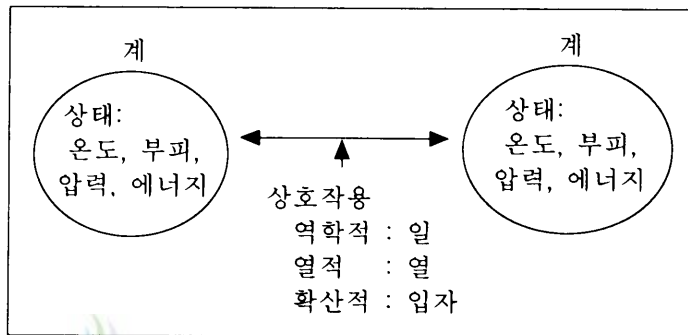 계
계
상태:
온도, 부피,
압력, 에너지
상태:
온도, 부피,
압력, 에너지
상호작용
역학적 : 일
열적 : 열
확산적 : 입자